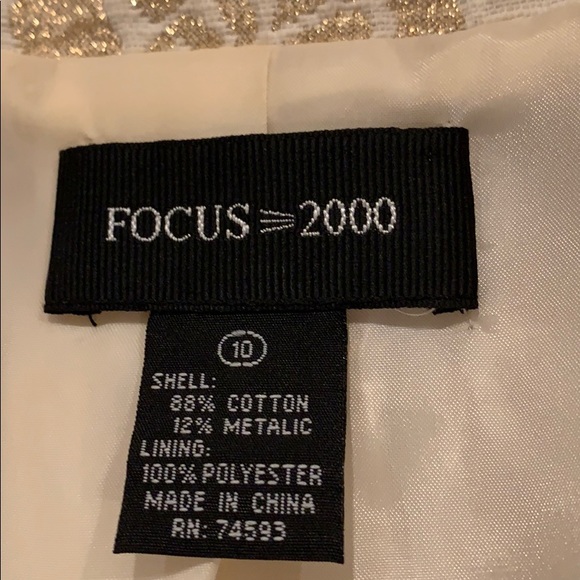 FOCUS 2000
10
SHELL:
88% COTTON
12% METALIC
LINING:
100% POLYESTER
MADE IN CHINA
RN: 74593